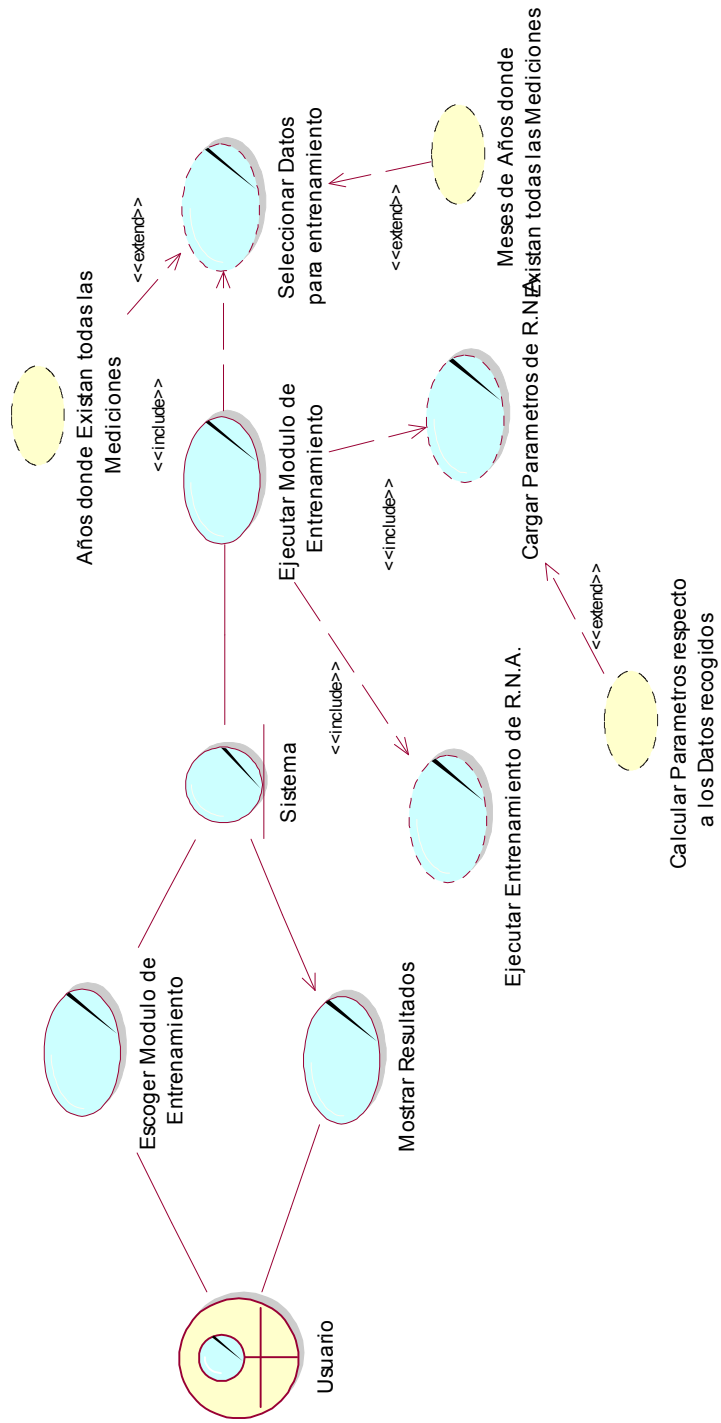 Usuario
Escoger Modulo de
Entrenamiento
Mostrar Resultados
Sistema
Ejecutar Modulo de
Entrenamiento
<<include>>
<<include>>
<<include>>
Años donde Existan todas las
Mediciones
<<extend>>
Seleccionar Datos
para entrenamiento
<<extend>>
Meses de Años donde
Existan todas las Mediciones
Cargar Parametros de R.N.A.
Ejecutar Entrenamiento de R.N.A.
<<extend>>
Calcular Parametros respecto
a los Datos recogidos